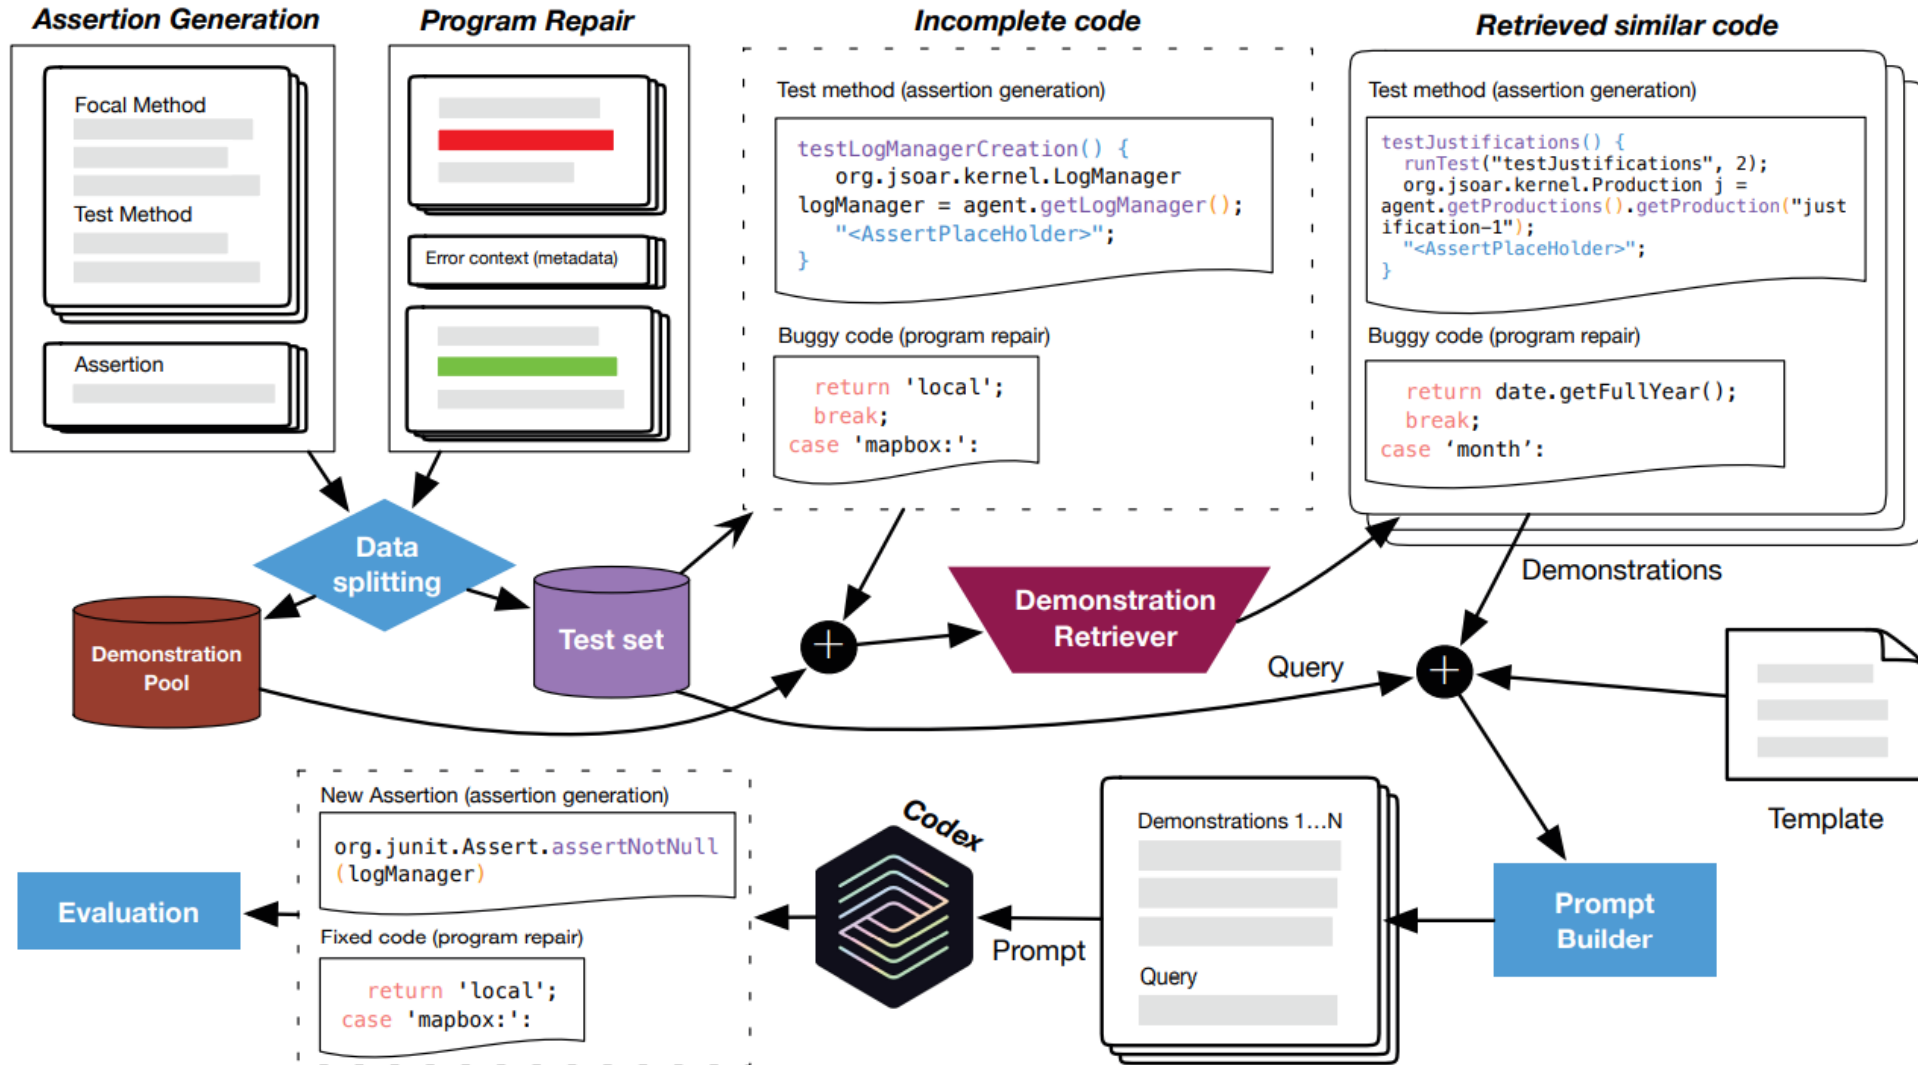 Assertion Generation
Program Repair
Incomplete code
Retrieved similar code
Focal Method
Test Method
Assertion
Error context (metadata)
Test method (assertion generation)
testLogManagerCreation() {
org.jsoar.kernel.LogManager
logManager = agent.getLogManager();
"<AssertPlaceHolder>";
}
Buggy code (program repair)
return 'local';
break;
case 'mapbox:':
Test method (assertion generation)
testJustifications() {
runTest("testJustifications", 2);
org.jsoar.kernel.Production j =
agent.getProductions().getProduction("just
ification-1");
"<AssertPlaceHolder>";
}
Buggy code (program repair)
return date.getFullYear();
break;
case ‘month’:
Data
splitting
Demonstration
Pool
Test set
+
Demonstration
Retriever
Demonstrations
Query
+
Template
Prompt
Builder
Demonstrations 1...N
Query
Prompt
Codex
New Assertion (assertion generation)
org.junit.Assert.assertNotNull
(logManager)
Fixed code (program repair)
return 'local';
case 'mapbox:':
Evaluation